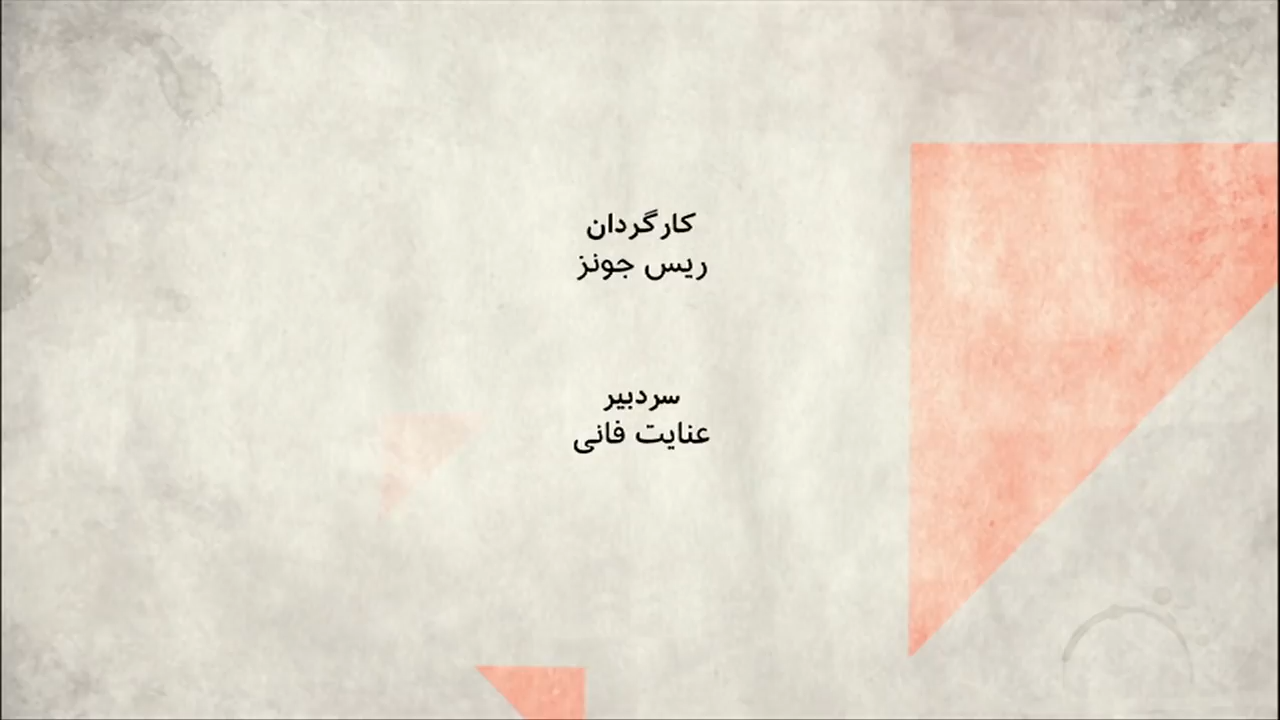 کارگردان
ریس جونز
سردبیر
عنایت فانی